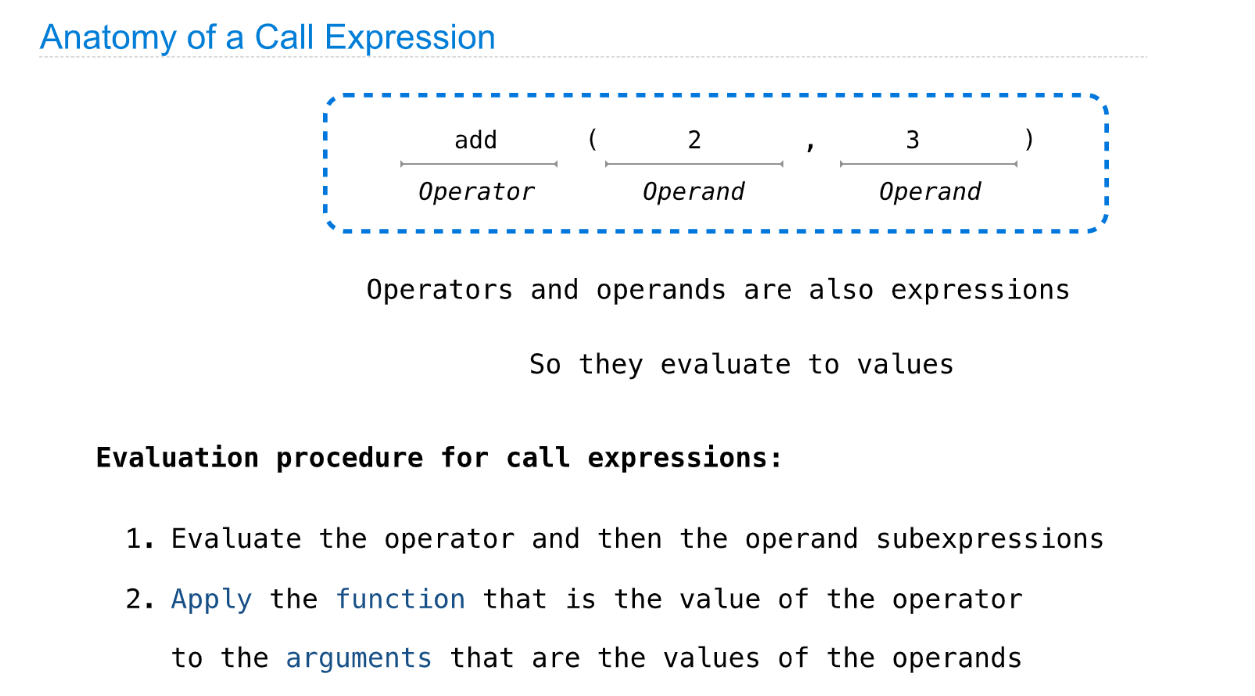 Anatomy of a Call Expression
add ( 2 , 3 )
Operator Operand Operand
Operators and operands are also expressions
So they evaluate to values
Evaluation procedure for call expressions:
1. Evaluate the operator and then the operand subexpressions
2. Apply the function that is the value of the operator
to the arguments that are the values of the operands